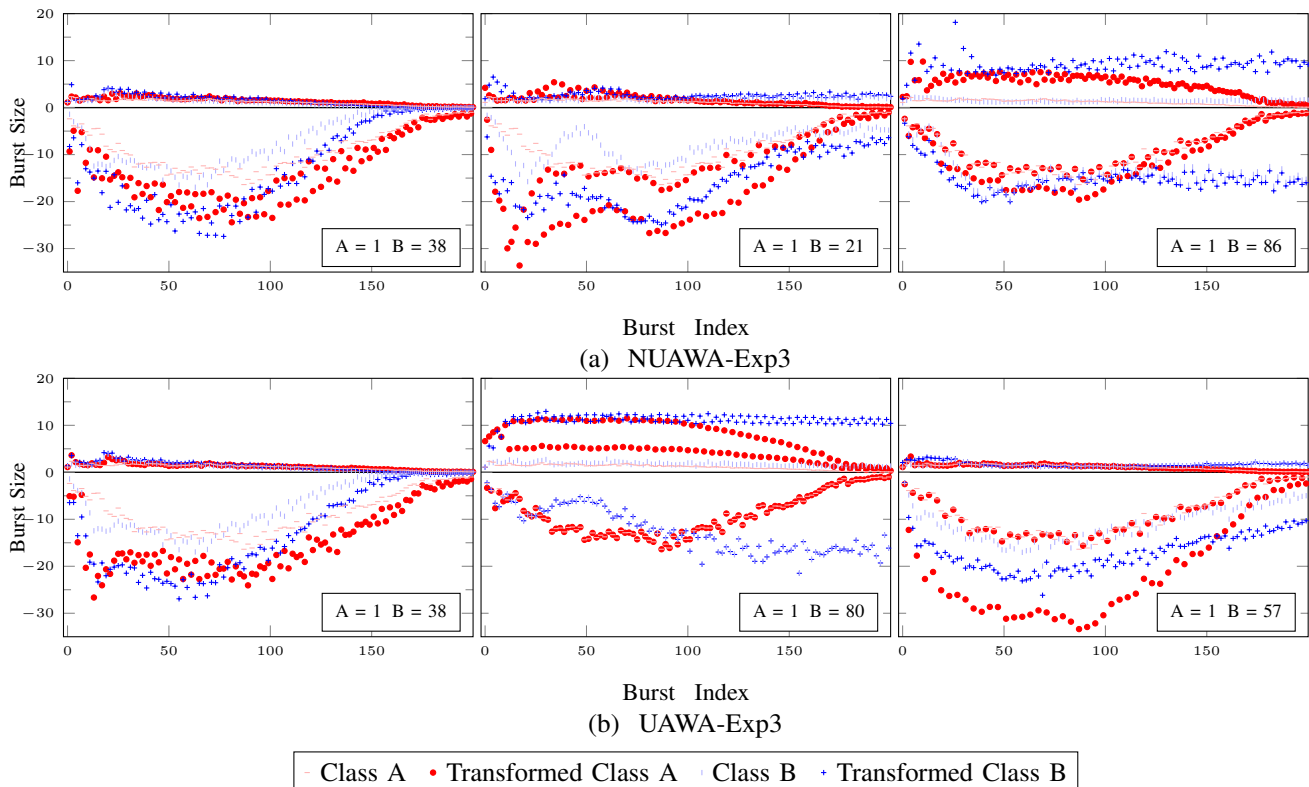 20
10
0
−10
−20
−30
Burst Size
A = 1 B = 38
A = 1 B = 21
A = 1 B = 86
0 50 100 150 0 50 100 150 0 50 100 150
Burst Index
(a) NUAWA-Exp3
20
10
0
−10
−20
−30
Burst Size
A = 1 B = 38
A = 1 B = 80
A = 1 B = 57
0 50 100 150 0 50 100 150 0 50 100 150
Burst Index
(b) UAWA-Exp3
Class A Transformed Class A Class B Transformed Class B